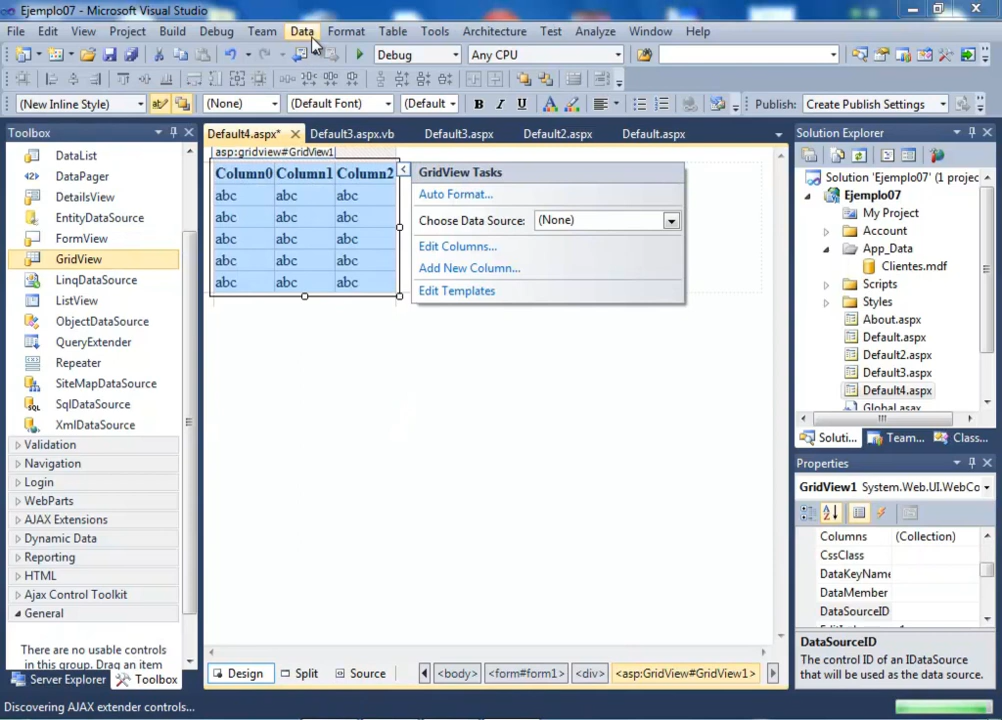 Ejemplo07 - Microsoft Visual Studio
File Edit View Project Build Debug Team Data Format Table Tools Architecture Test Analyze Window Help
Debug Any CPU
(New Inline Style) (None) (Default Font) (Default B I U A Publish: Create Publish Settings
Toolbox
DataList
DataPager
DetailsView
EntityDataSource
FormView
GridView
LinqDataSource
ListView
ObjectDataSource
QueryExtender
Repeater
SiteMapDataSource
SqlDataSource
XmlDataSource
Validation
Navigation
Login
WebParts
AJAX Extensions
Dynamic Data
Reporting
HTML
Ajax Control Toolkit
General
There are no usable controls
in this group. Drag an item
Server Explorer Toolbox
Default4.aspx* Default3.aspx.vb Default3.aspx Default2.aspx Default.aspx
asp:gridview#GridView1
Column0 Column1 Column2
abc abc abc
abc abc abc
abc abc abc
abc abc abc
abc abc abc
GridView Tasks
Auto Format...
Choose Data Source: (None)
Edit Columns...
Add New Column...
Edit Templates
Design Split Source <body> <form#form1> <div> <asp:GridView#GridView1>
Solution Explorer
Solution 'Ejemplo07' (1 projec
Ejemplo07
My Project
Account
App_Data
Clientes.mdf
Scripts
Styles
About.aspx
Default.aspx
Default2.aspx
Default3.aspx
Default4.aspx
Global.asax
Soluti... Team... Class...
Properties
GridView1 System.Web.UI.WebCo
Columns (Collection)
CssClass
DataKeyName
DataMember
DataSourceID
DataSourceID
The control ID of an IDataSource
that will be used as the data source.
Discovering AJAX extender controls...